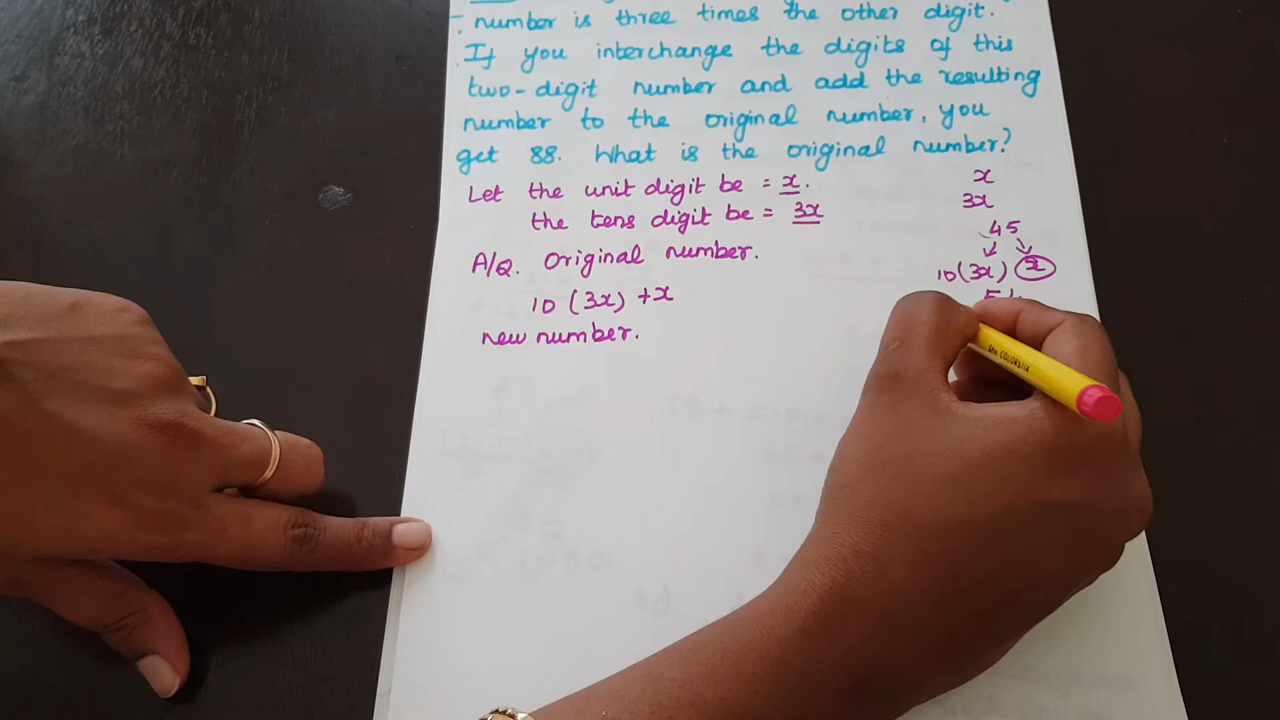 number is three times the other digit.
If you interchange the digits of this
two-digit number and add the resulting
number to the original number, you
get 88. What is the original number?
Let the unit digit be = x.
the tens digit be = 3x
A/Q. Original number.
10 (3x) + x
new number.
x
3x
45
10(3x) x
54
COLORSILA